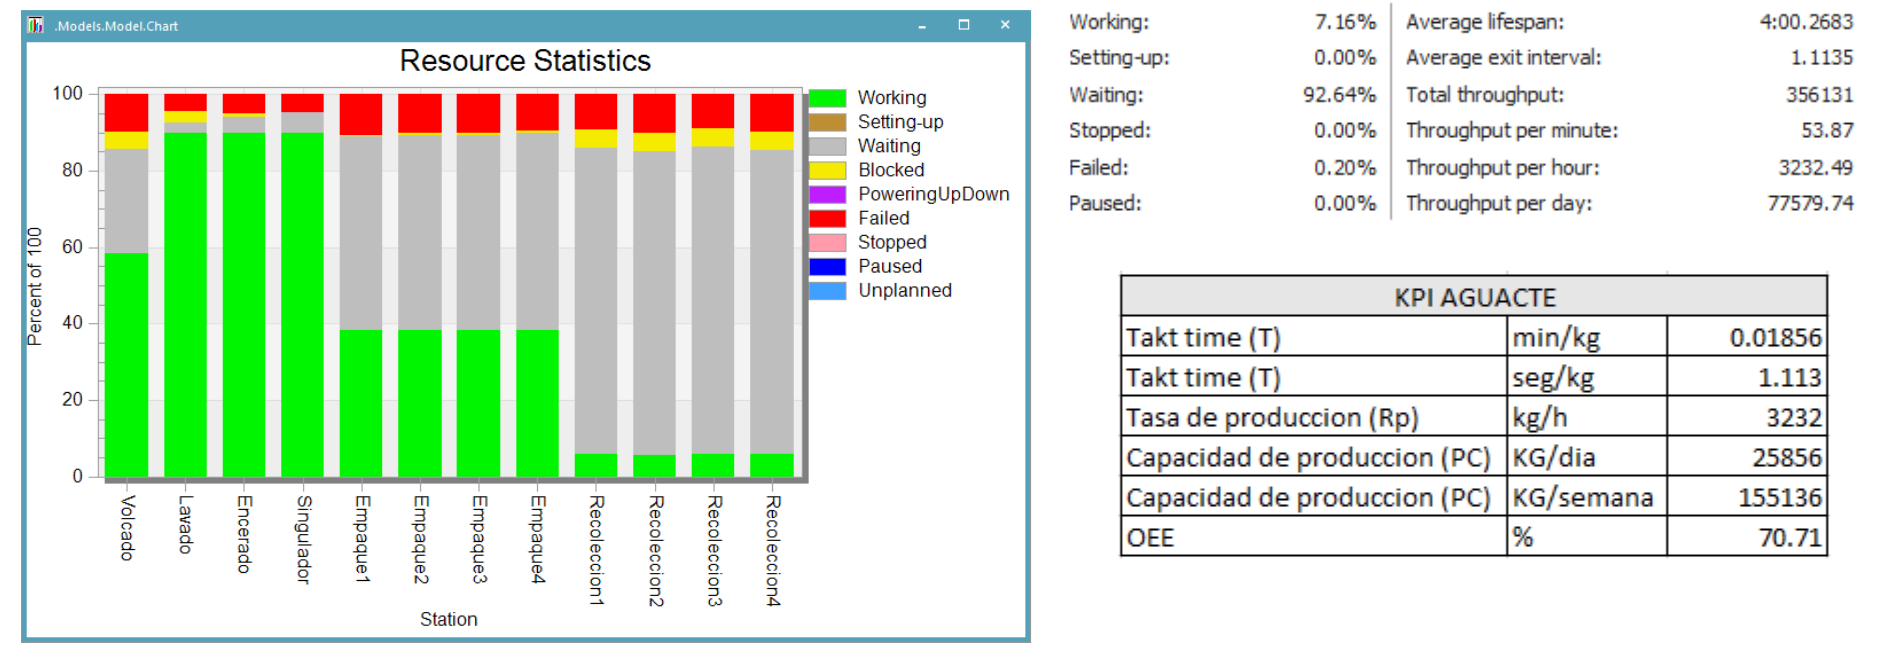 .Models.Model.Chart
Resource Statistics
100
80
60
40
20
0
Percent of 100
Volcado
Lavado
Encerado
Singulador
Empaque1
Empaque2
Empaque3
Empaque4
Recoleccion1
Recoleccion2
Recoleccion3
Recoleccion4
Station
Working
Setting-up
Waiting
Blocked
PoweringUpDown
Failed
Stopped
Paused
Unplanned
Working: 7.16% Average lifespan: 4:00.2683
Setting-up: 0.00% Average exit interval: 1.1135
Waiting: 92.64% Total throughput: 356131
Stopped: 0.00% Throughput per minute: 53.87
Failed: 0.20% Throughput per hour: 3232.49
Paused: 0.00% Throughput per day: 77579.74
KPI AGUACTE
Takt time (T) min/kg 0.01856
Takt time (T) seg/kg 1.113
Tasa de produccion (Rp) kg/h 3232
Capacidad de produccion (PC) KG/dia 25856
Capacidad de produccion (PC) KG/semana 155136
OEE % 70.71